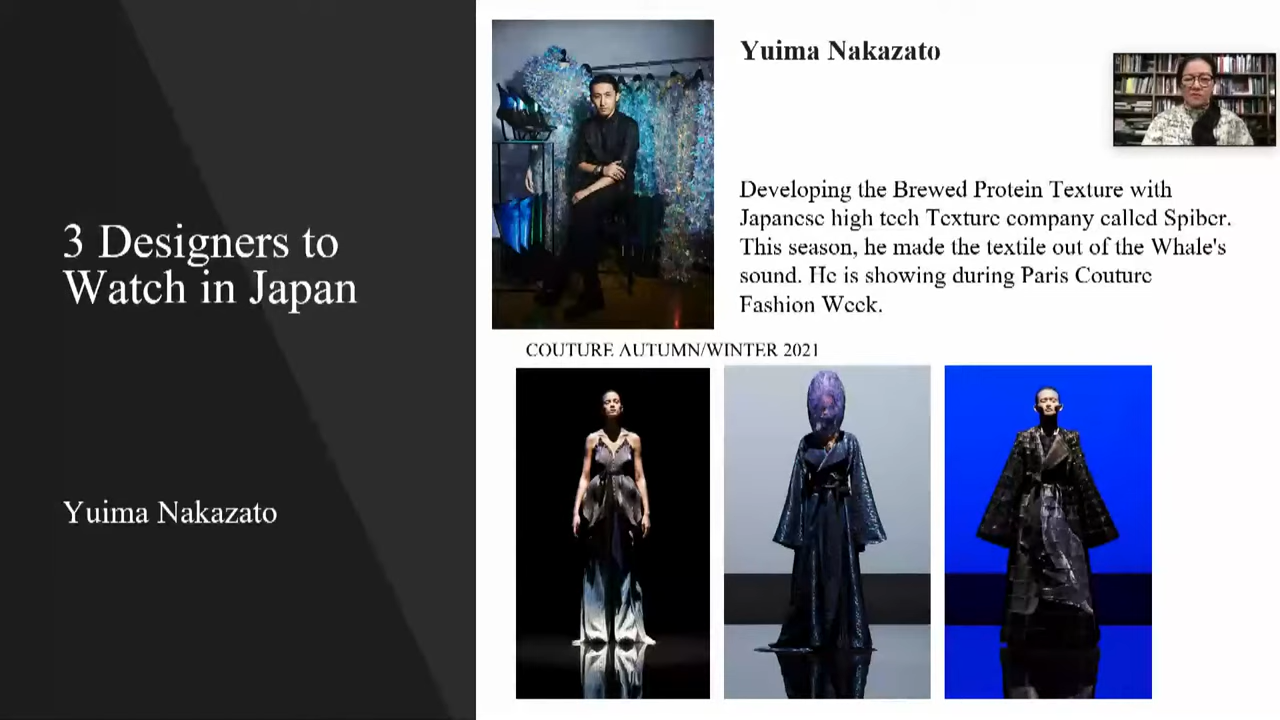 3 Designers to
Watch in Japan
Yuima Nakazato
Yuima Nakazato
Developing the Brewed Protein Texture with
Japanese high tech Texture company called Spiber.
This season, he made the textile out of the Whale's
sound. He is showing during Paris Couture
Fashion Week.
COUTURE AUTUMN/WINTER 2021